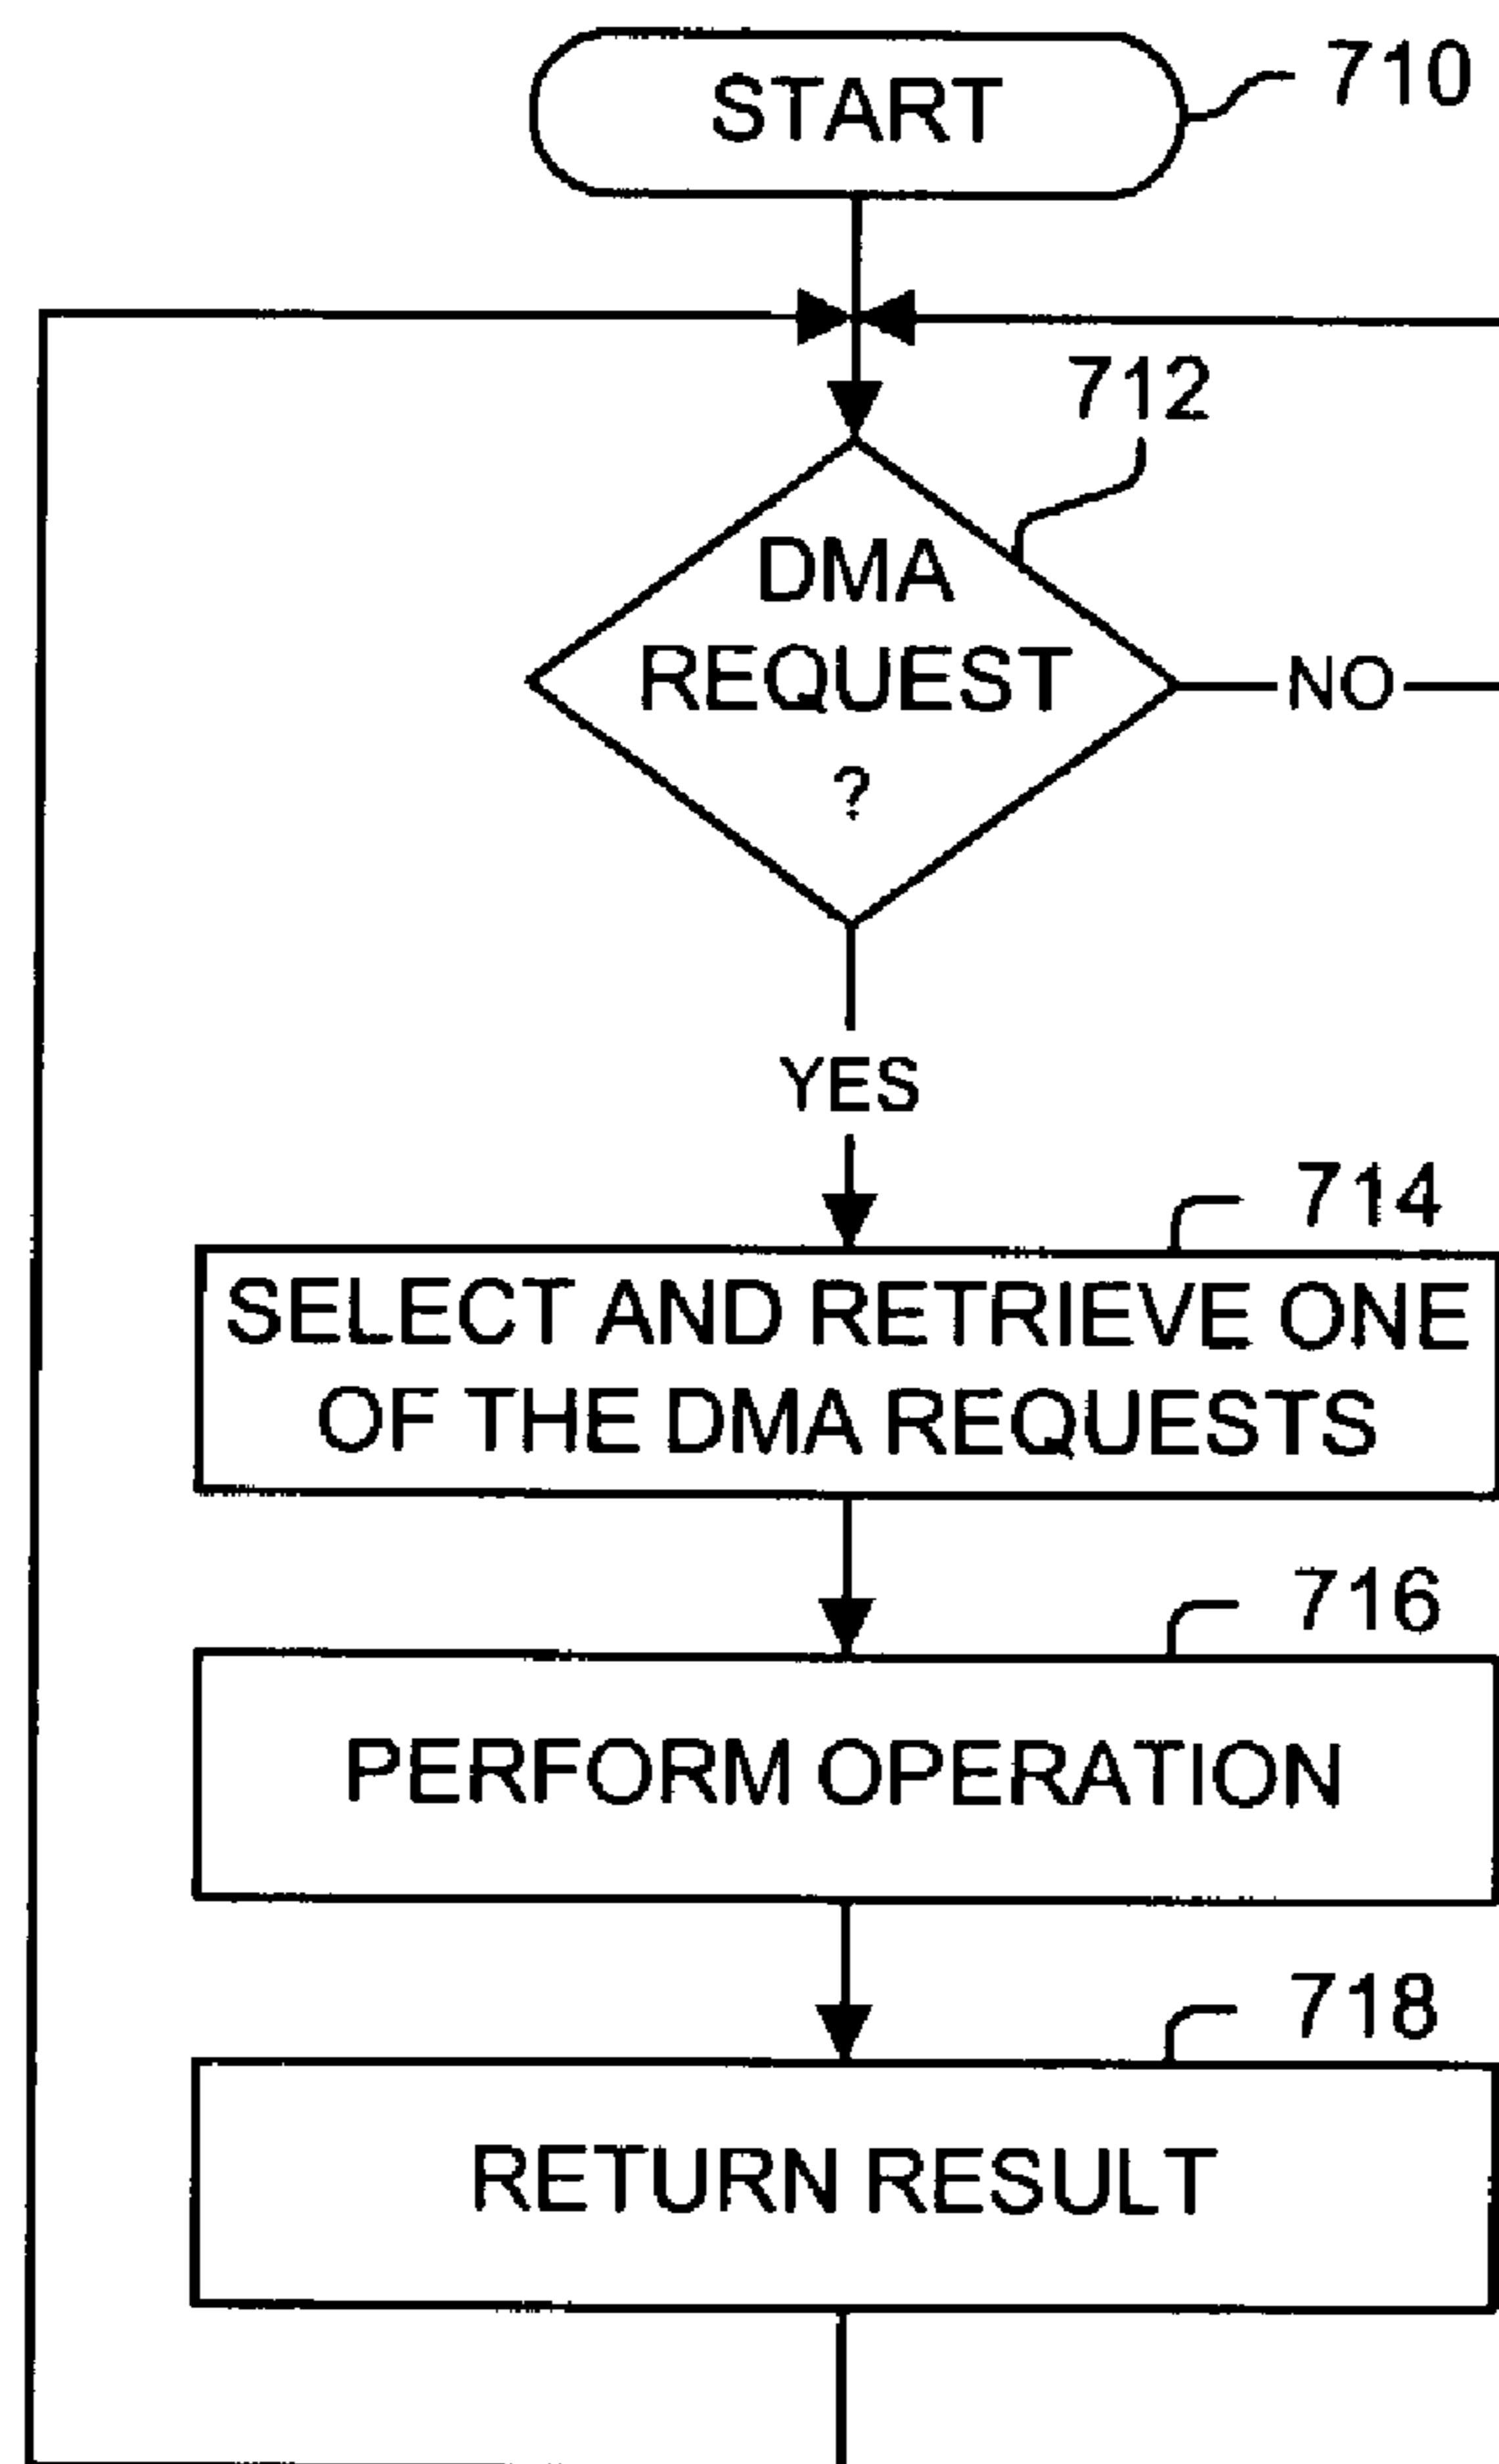 START
710
712
DMA
REQUEST
?
NO
YES
714
SELECT AND RETRIEVE ONE
OF THE DMA REQUESTS
716
PERFORM OPERATION
718
RETURN RESULT